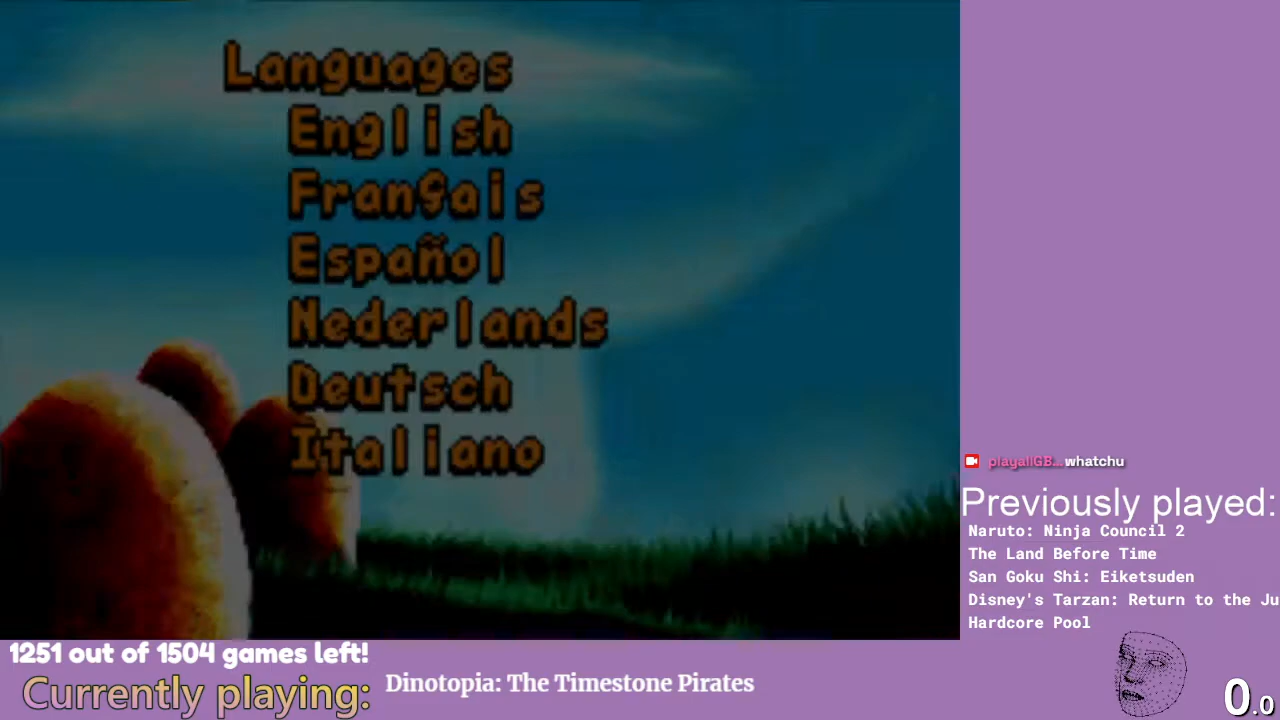 Languages
English
Français
Español
Nederlands
Deutsch
Italiano
playallGB... whatchu
Previously played:
Naruto: Ninja Council 2
The Land Before Time
San Goku Shi: Eiketsuden
Disney's Tarzan: Return to the Ju
Hardcore Pool
1251 out of 1504 games left!
Currently playing: Dinotopia: The Timestone Pirates
0.0